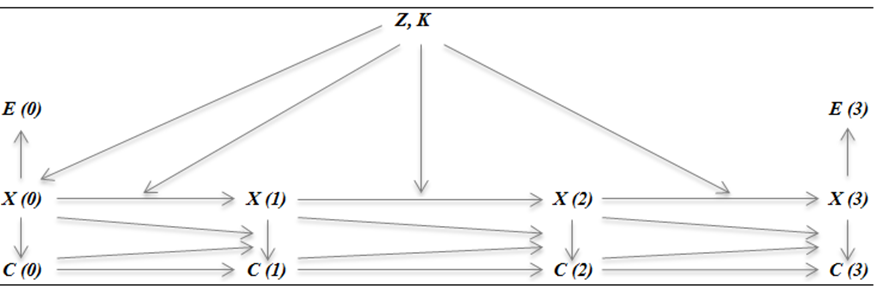 Z, K
E (0) E (3)
X (0) X (1) X (2) X (3)
C (0) C (1) C (2) C (3)